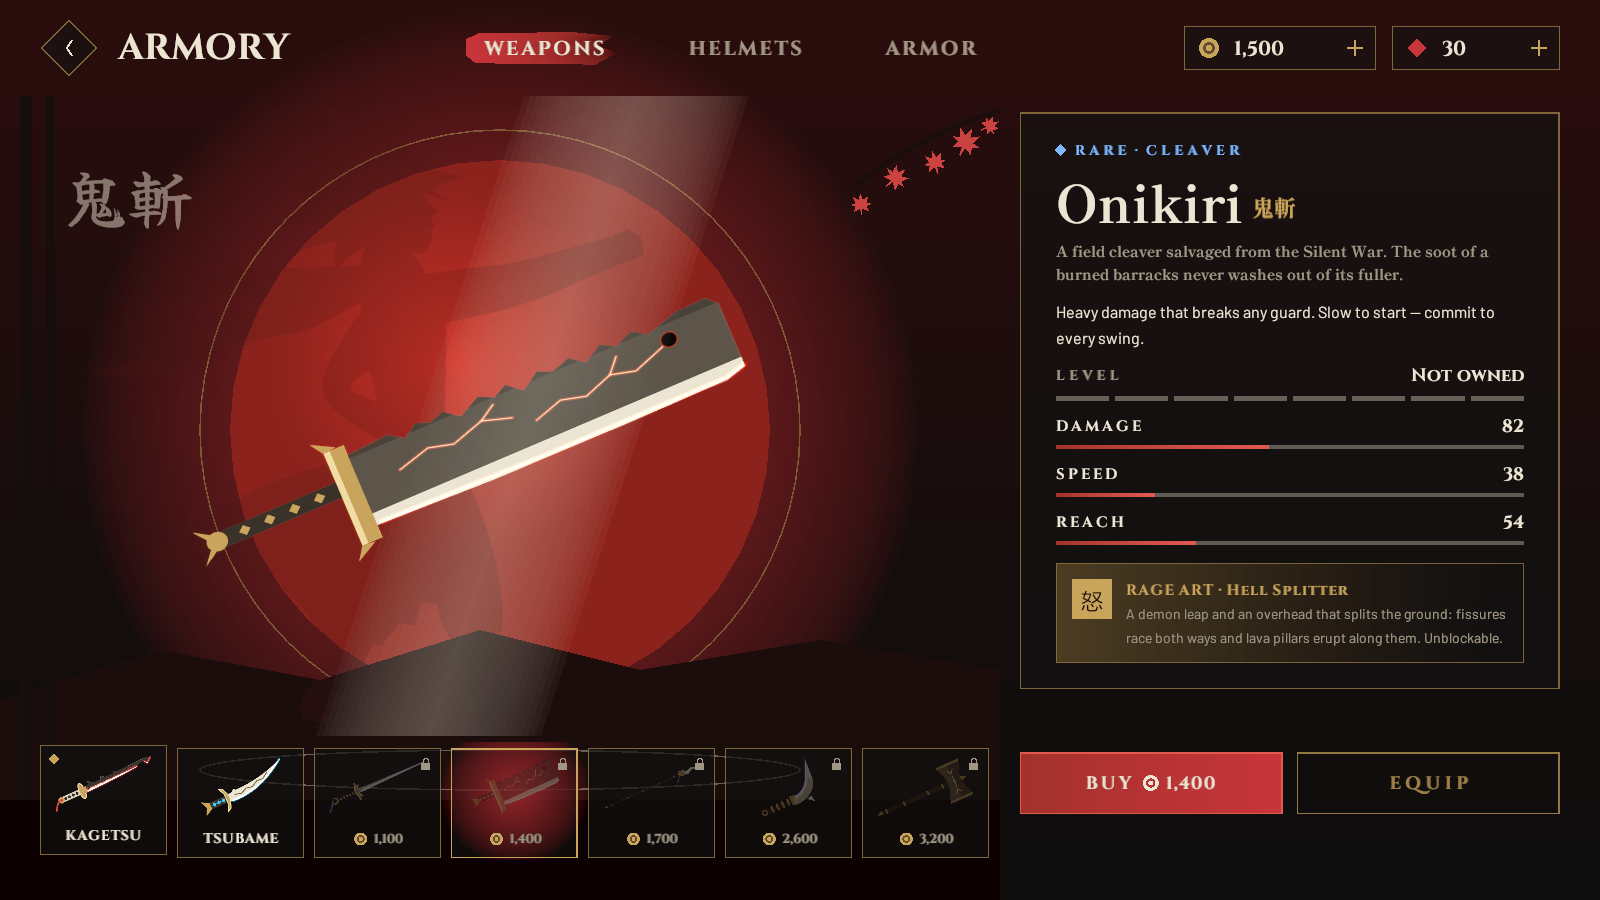 ARMORY
WEAPONS
HELMETS
ARMOR
1,500
30
鬼斬
RARE · CLEAVER
Onikiri 鬼斬
A field cleaver salvaged from the Silent War. The soot of a
burned barracks never washes out of its fuller.
Heavy damage that breaks any guard. Slow to start — commit to
every swing.
LEVEL
NOT OWNED
DAMAGE
82
SPEED
38
REACH
54
怒
RAGE ART · HELL SPLITTER
A demon leap and an overhead that splits the ground: fissures
race both ways and lava pillars erupt along them. Unblockable.
KAGETSU
TSUBAME
1,100
1,400
1,700
2,600
3,200
BUY 1,400
EQUIP